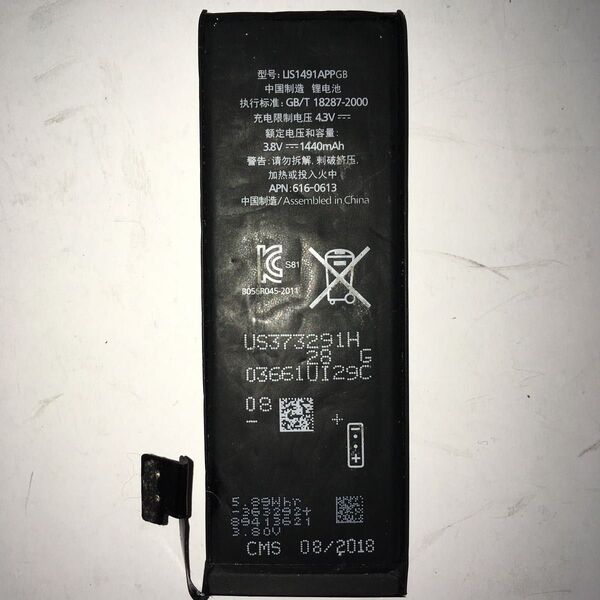 型号: LIS1491APPGB
中国制造 锂电池
执行标准: GB/T 18287-2000
充电限制电压 4.3V⎓
额定电压和容量:
3.8V⎓1440mAh
警告: 请勿拆解, 刺破挤压,
加热或投入火中
APN: 616-0613
中国制造/Assembled in China
S81
8056R045-2011
US373291H
28 G
03661UI29C
08
5.89Whr
-363292+
89413621
3.80V
CMS 08/2018